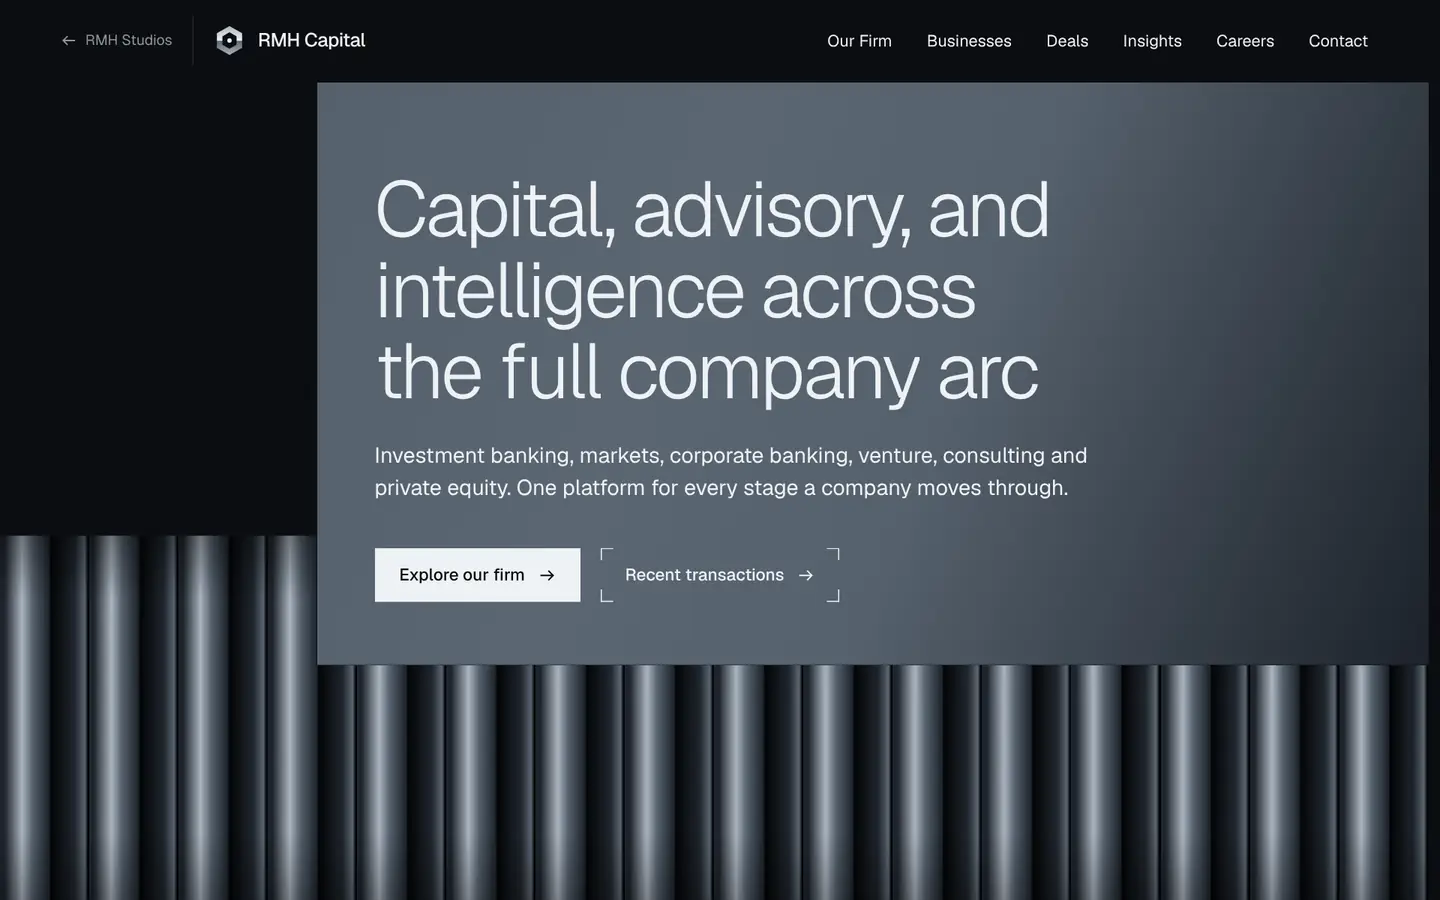 RMH Studios
RMH Capital
Our Firm
Businesses
Deals
Insights
Careers
Contact
Capital, advisory, and
intelligence across
the full company arc
Investment banking, markets, corporate banking, venture, consulting and
private equity. One platform for every stage a company moves through.
Explore our firm
Recent transactions